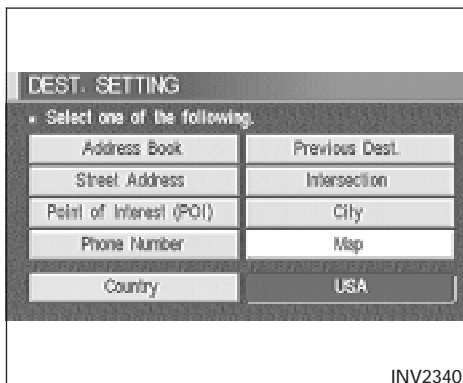 DEST. SETTING
Select one of the following.
Address Book
Previous Dest.
Street Address
Intersection
Point of Interest (POI)
City
Phone Number
Map
Country
USA
INV2340